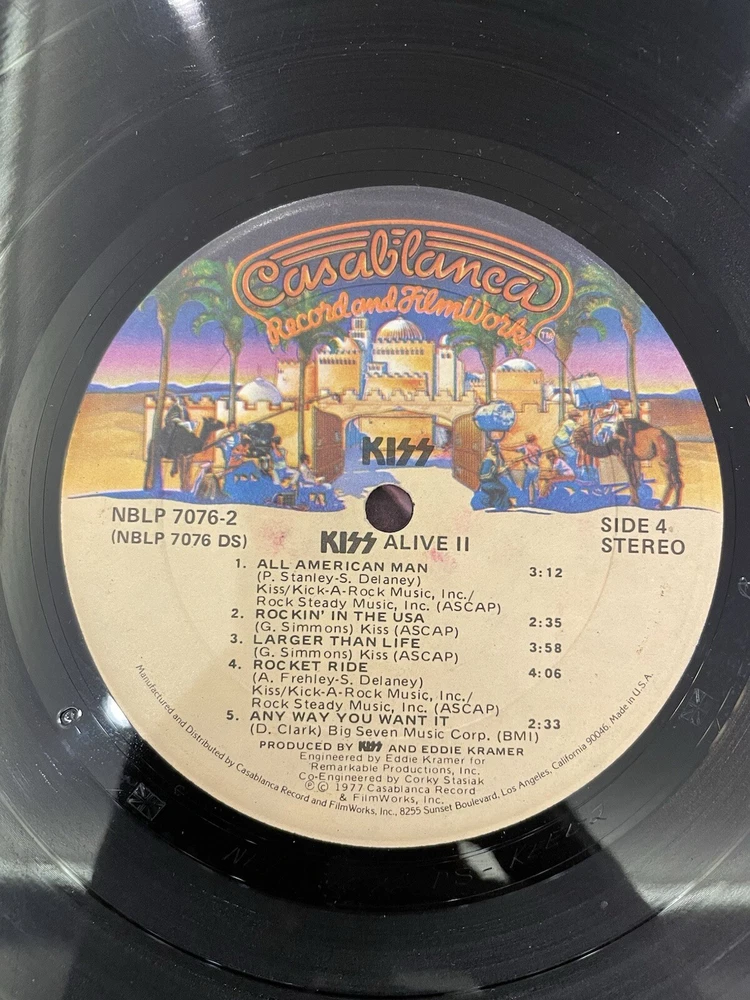 Casablanca
Record and FilmWorks TM
KISS
NBLP 7076-2
(NBLP 7076 DS)
SIDE 4
STEREO
KISS ALIVE II
1. ALL AMERICAN MAN 3:12
(P. Stanley-S. Delaney)
Kiss/Kick-A-Rock Music, Inc./
Rock Steady Music, Inc. (ASCAP)
2. ROCKIN' IN THE USA 2:35
(G. Simmons) Kiss (ASCAP)
3. LARGER THAN LIFE 3:58
(G. Simmons) Kiss (ASCAP)
4. ROCKET RIDE 4:06
(A. Frehley-S. Delaney)
Kiss/Kick-A-Rock Music, Inc./
Rock Steady Music, Inc. (ASCAP)
5. ANY WAY YOU WANT IT 2:33
(D. Clark) Big Seven Music Corp. (BMI)
PRODUCED BY KISS AND EDDIE KRAMER
Engineered by Eddie Kramer for
Remarkable Productions, Inc.
Co-Engineered by Corky Stasiak
℗ © 1977 Casablanca Record
& FilmWorks, Inc.
Manufactured and Distributed by Casablanca Record and FilmWorks, Inc., 8255 Sunset Boulevard, Los Angeles, California 90046. Made in U.S.A.